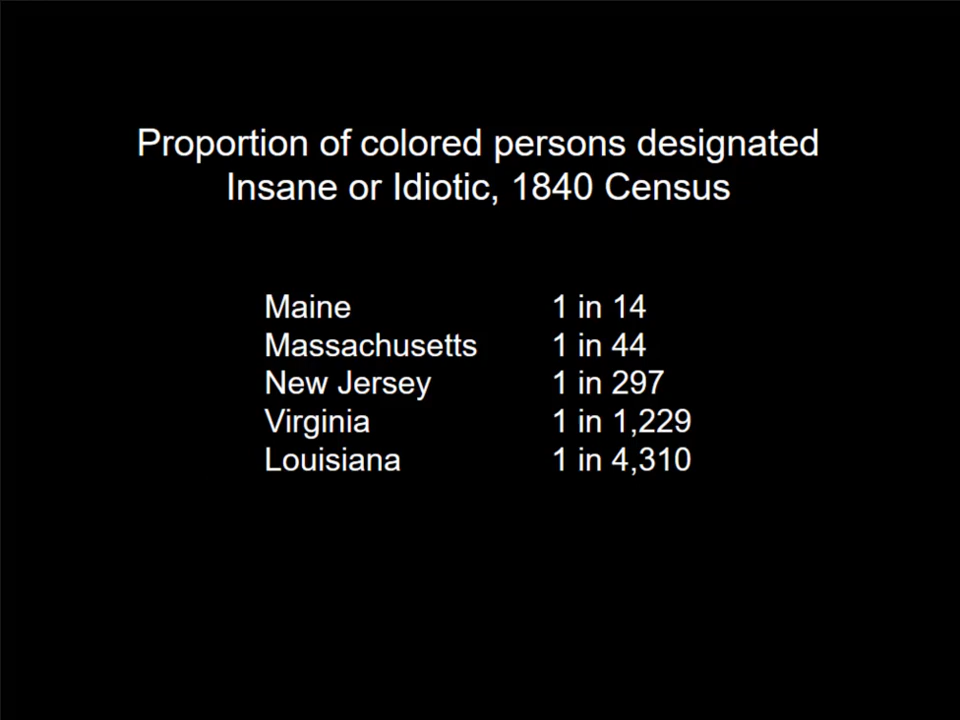 Proportion of colored persons designated
Insane or Idiotic, 1840 Census
Maine 1 in 14
Massachusetts 1 in 44
New Jersey 1 in 297
Virginia 1 in 1,229
Louisiana 1 in 4,310